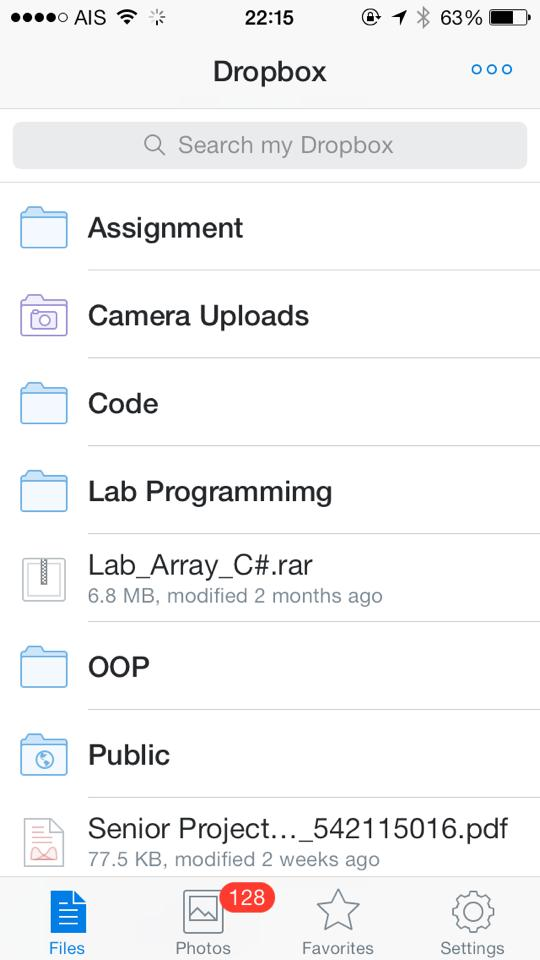 AIS 22:15 63%
Dropbox
Search my Dropbox
Assignment
Camera Uploads
Code
Lab Programmimg
Lab_Array_C#.rar
6.8 MB, modified 2 months ago
OOP
Public
Senior Project..._542115016.pdf
77.5 KB, modified 2 weeks ago
128
Files Photos Favorites Settings